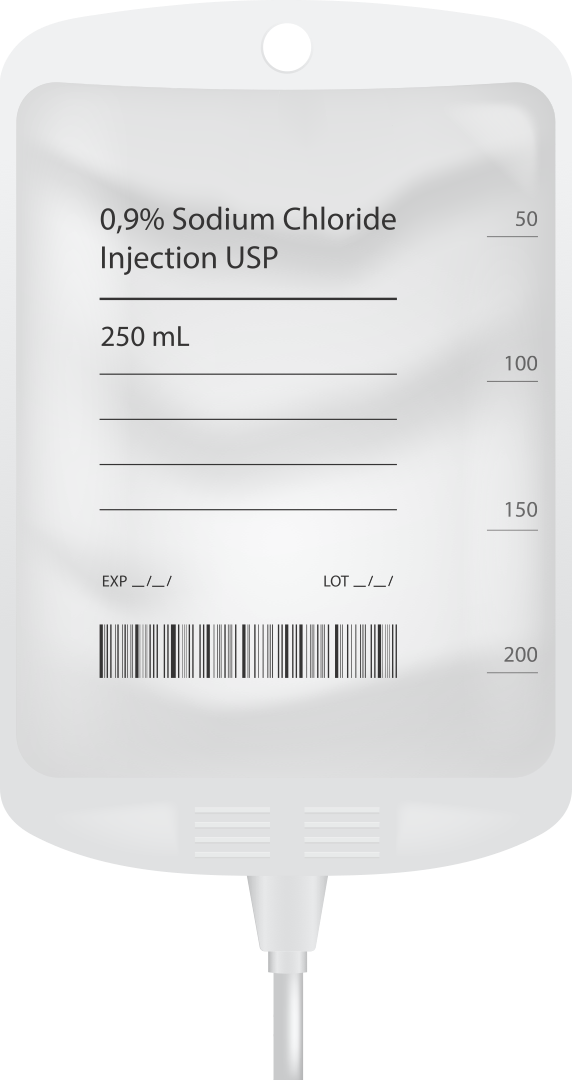 0,9% Sodium Chloride
Injection USP
250 mL
EXP __/__/
LOT __/__/
50
100
150
200